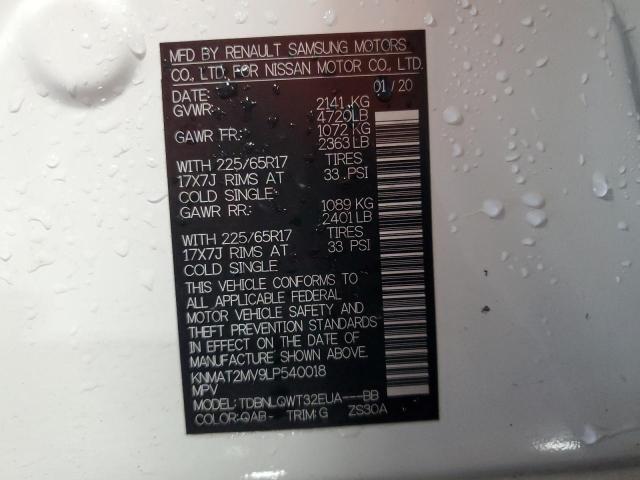 MFD BY RENAULT SAMSUNG MOTORS
CO., LTD. FOR NISSAN MOTOR CO., LTD.
DATE: 01 / 20
GVWR: 2141 KG
4720LB
GAWR FR: 1072 KG
2363 LB
WITH 225/65R17 TIRES
17X7J RIMS AT 33 .PSI
COLD SINGLE
GAWR RR: 1089 KG
2401 LB
WITH 225/65R17 TIRES
17X7J RIMS AT 33 PSI
COLD SINGLE
THIS VEHICLE CONFORMS TO
ALL APPLICABLE FEDERAL
MOTOR VEHICLE SAFETY AND
THEFT PREVENTION STANDARDS
IN EFFECT ON THE DATE OF
MANUFACTURE SHOWN ABOVE.
KNMAT2MV9LP540018
MPV
MODEL: TDBNLQWT32EUA---BB
COLOR:QAB- TRIM:G ZS30A